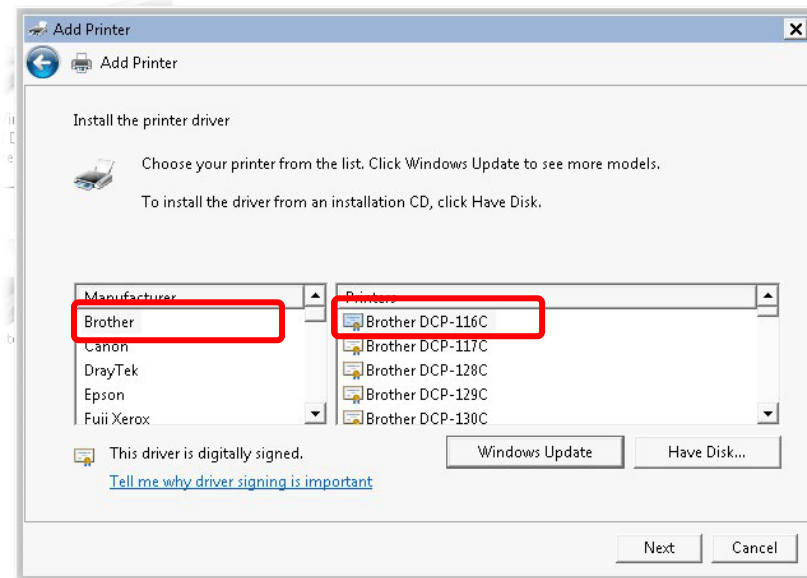 Add Printer
Add Printer
Install the printer driver
Choose your printer from the list. Click Windows Update to see more models.
To install the driver from an installation CD, click Have Disk.
Manufacturer
Printers
Brother
Brother DCP-116C
Canon
Brother DCP-117C
DrayTek
Brother DCP-128C
Epson
Brother DCP-129C
Fuji Xerox
Brother DCP-130C
This driver is digitally signed.
Windows Update
Have Disk...
Tell me why driver signing is important
Next
Cancel